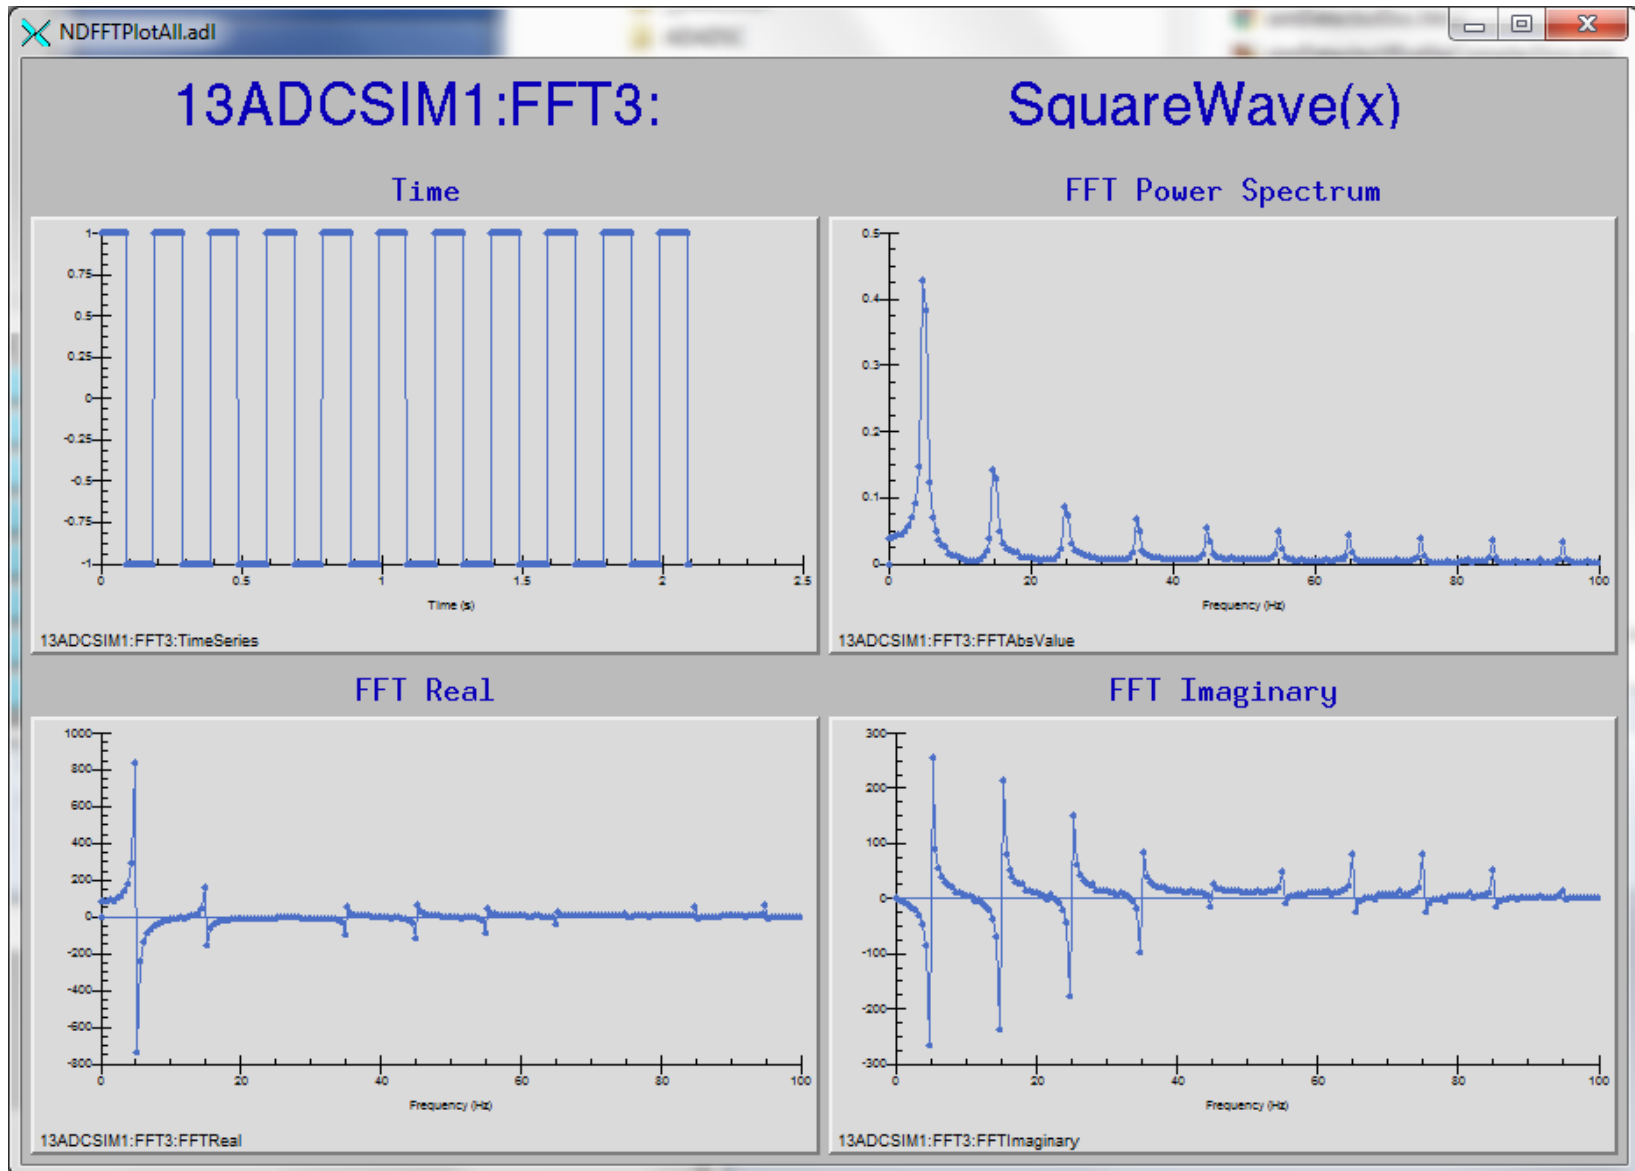 NDFFTPlotAll.adl
13ADCSIM1:FFT3:
SquareWave(x)
Time
1
0.75
0.5
0.25
0
-0.25
-0.5
-0.75
-1
0 0.5 1 1.5 2 2.5
Time (s)
13ADCSIM1:FFT3:TimeSeries
FFT Power Spectrum
0.5
0.4
0.3
0.2
0.1
0
0 20 40 60 80 100
Frequency (Hz)
13ADCSIM1:FFT3:FFTAbsValue
FFT Real
1000
800
600
400
200
0
-200
-400
-600
-800
0 20 40 60 80 100
Frequency (Hz)
13ADCSIM1:FFT3:FFTReal
FFT Imaginary
300
200
100
0
-100
-200
-300
0 20 40 60 80 100
Frequency (Hz)
13ADCSIM1:FFT3:FFTImaginary